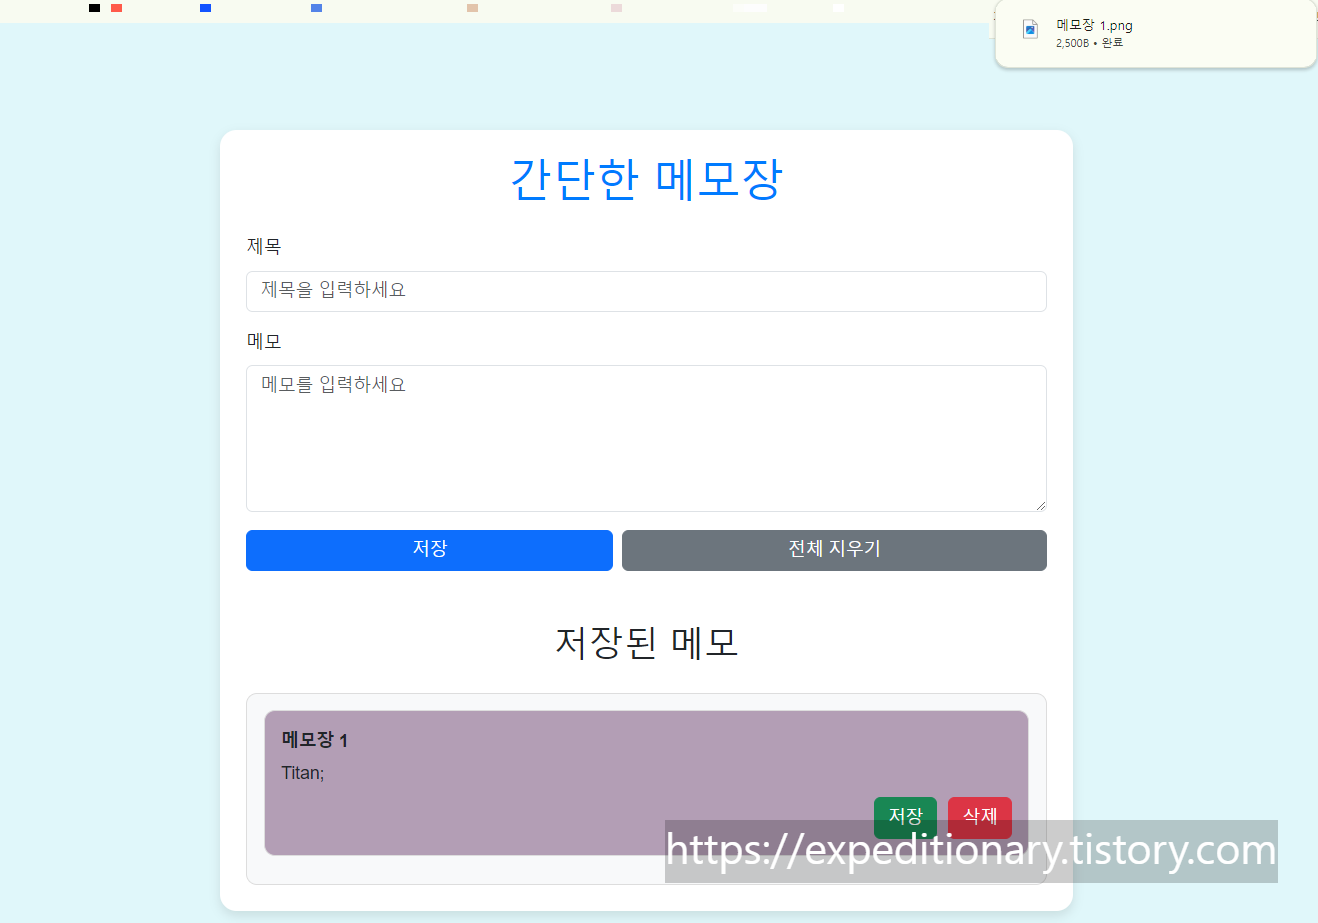 메모장 1.png
2,500B • 완료
간단한 메모장
제목
제목을 입력하세요
메모
메모를 입력하세요
저장 전체 지우기
저장된 메모
메모장 1
Titan;
저장 삭제
https://expeditionary.tistory.com